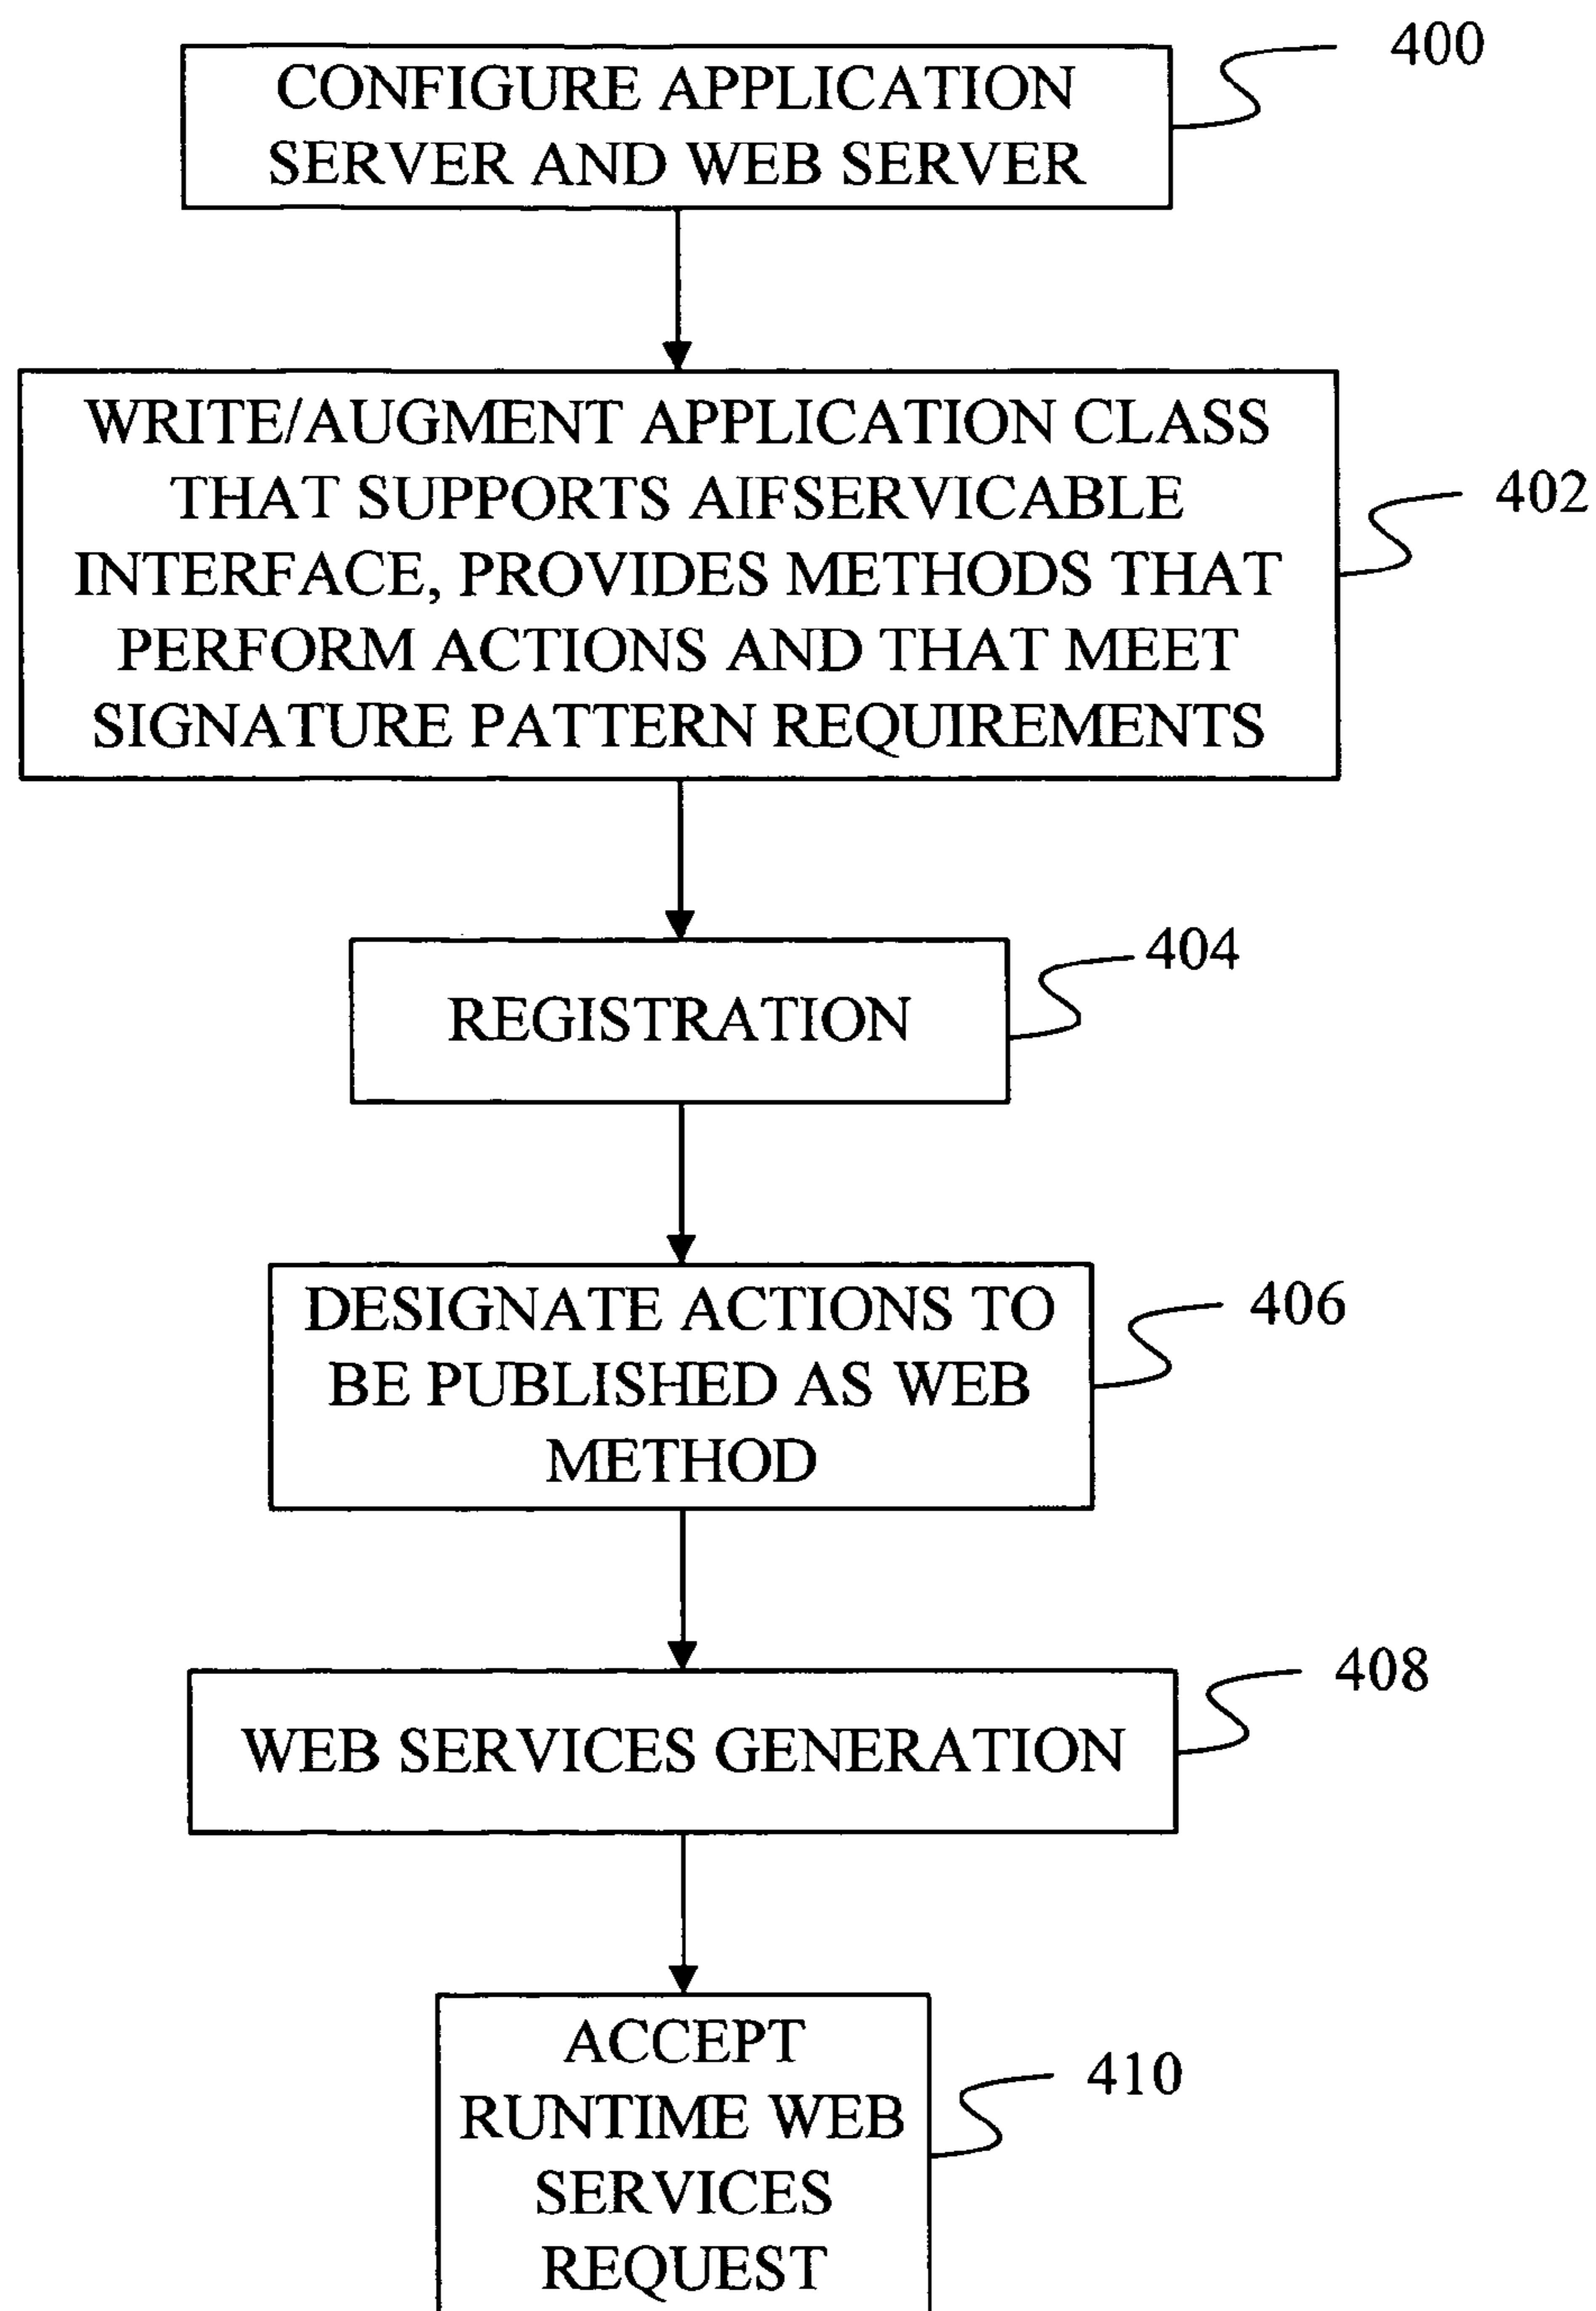 400
CONFIGURE APPLICATION
SERVER AND WEB SERVER
WRITE/AUGMENT APPLICATION CLASS
THAT SUPPORTS AIFSERVICABLE
INTERFACE, PROVIDES METHODS THAT
PERFORM ACTIONS AND THAT MEET
SIGNATURE PATTERN REQUIREMENTS
402
404
REGISTRATION
DESIGNATE ACTIONS TO
BE PUBLISHED AS WEB
METHOD
406
408
WEB SERVICES GENERATION
ACCEPT
RUNTIME WEB
SERVICES
REQUEST
410